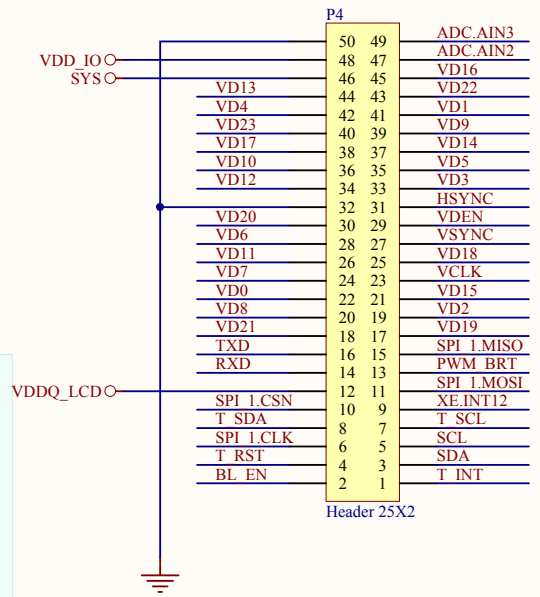 P4
50 49 ADC.AIN3
VDD_IO 48 47 ADC.AIN2
SYS 46 45 VD16
VD13 44 43 VD22
VD4 42 41 VD1
VD23 40 39 VD9
VD17 38 37 VD14
VD10 36 35 VD5
VD12 34 33 VD3
32 31 HSYNC
VD20 30 29 VDEN
VD6 28 27 VSYNC
VD11 26 25 VD18
VD7 24 23 VCLK
VD0 22 21 VD15
VD8 20 19 VD2
VD21 18 17 VD19
TXD 16 15 SPI_1.MISO
RXD 14 13 PWM_BRT
VDDQ_LCD 12 11 SPI_1.MOSI
SPI_1.CSN 10 9 XE.INT12
T_SDA 8 7 T_SCL
SPI_1.CLK 6 5 SCL
T_RST 4 3 SDA
BL_EN 2 1 T_INT
Header 25X2